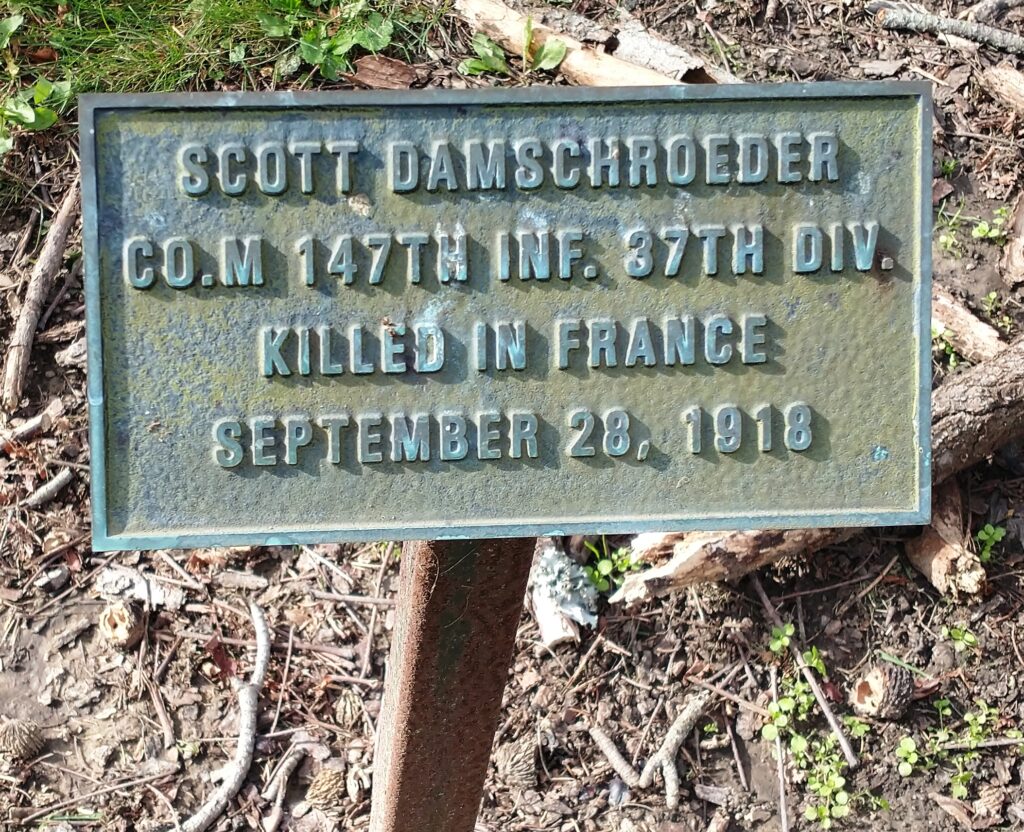 SCOTT DAMSCHROEDER
CO.M 147TH INF. 37TH DIV.
KILLED IN FRANCE
SEPTEMBER 28, 1918